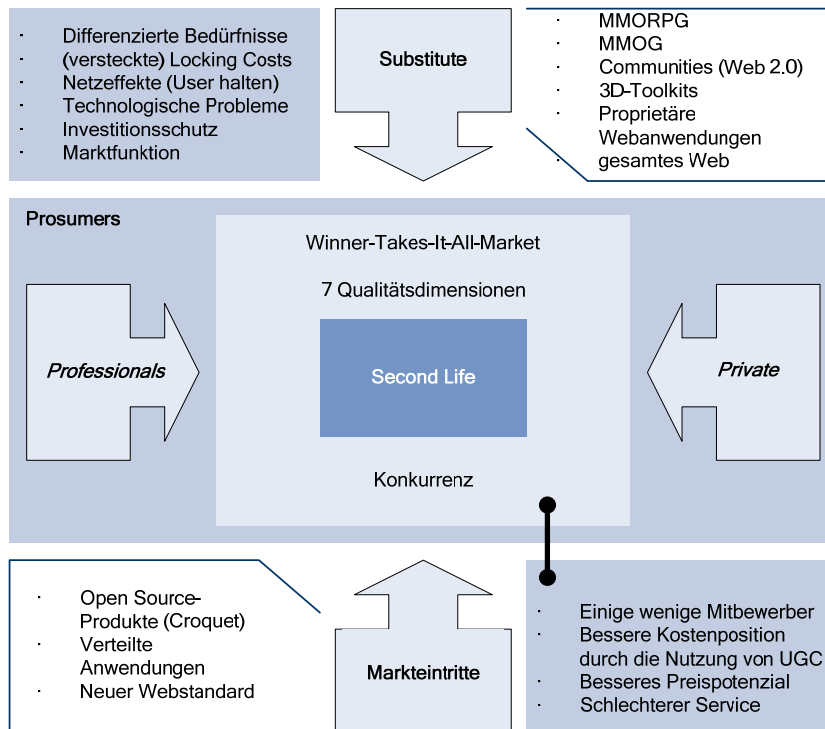 · Differenzierte Bedürfnisse
· (versteckte) Locking Costs
· Netzeffekte (User halten)
· Technologische Probleme
· Investitionsschutz
· Marktfunktion
Substitute
· MMORPG
· MMOG
· Communities (Web 2.0)
· 3D-Toolkits
· Proprietäre
Webanwendungen
· gesamtes Web
Prosumers
Winner-Takes-It-All-Market
7 Qualitätsdimensionen
Professionals
Second Life
Private
Konkurrenz
· Open Source-
Produkte (Croquet)
· Verteilte
Anwendungen
· Neuer Webstandard
Markteintritte
· Einige wenige Mitbewerber
· Bessere Kostenposition
durch die Nutzung von UGC
· Besseres Preispotenzial
· Schlechterer Service